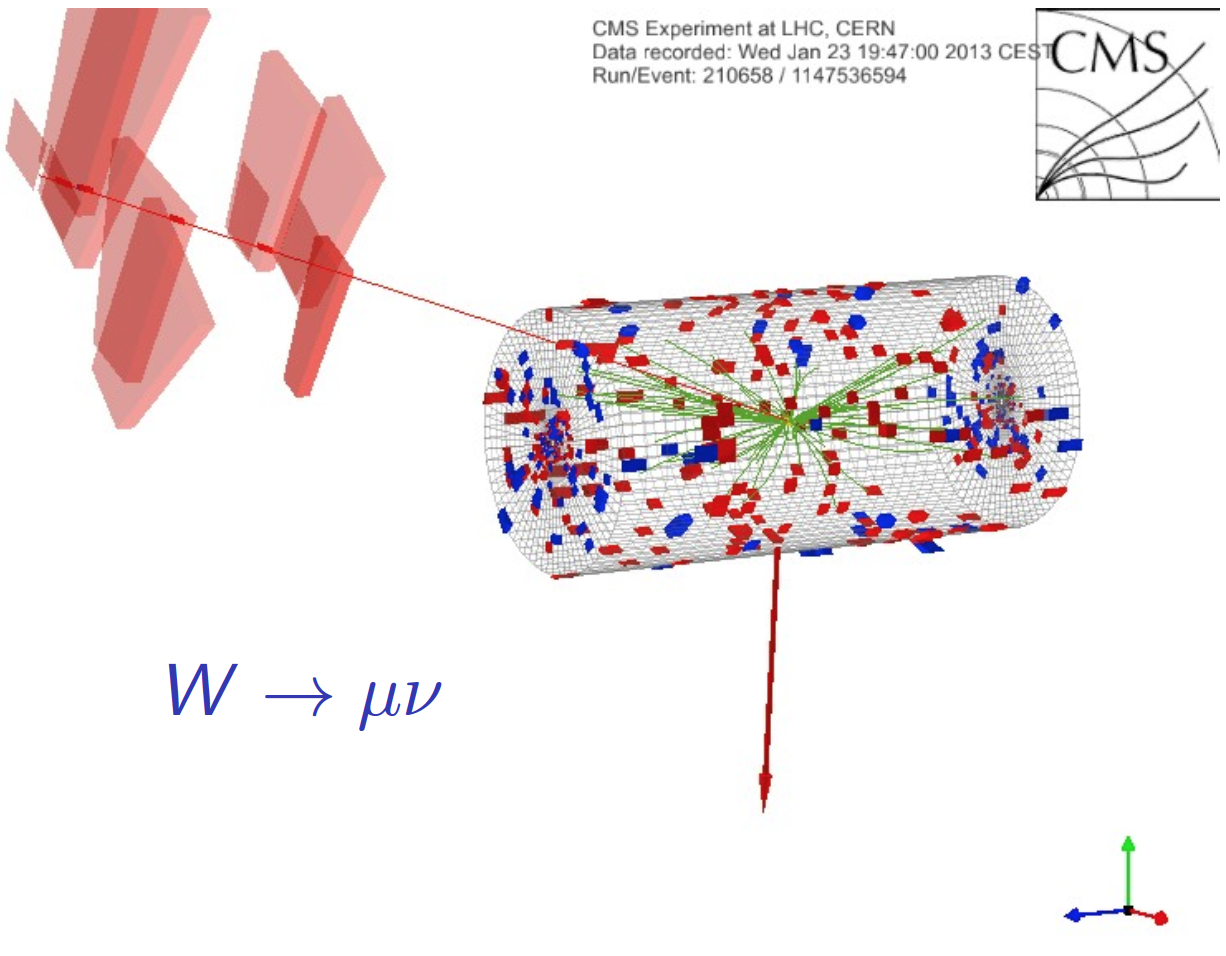 CMS Experiment at LHC, CERN
Data recorded: Wed Jan 23 19:47:00 2013 CEST
Run/Event: 210658 / 1147536594
CMS
W → μν